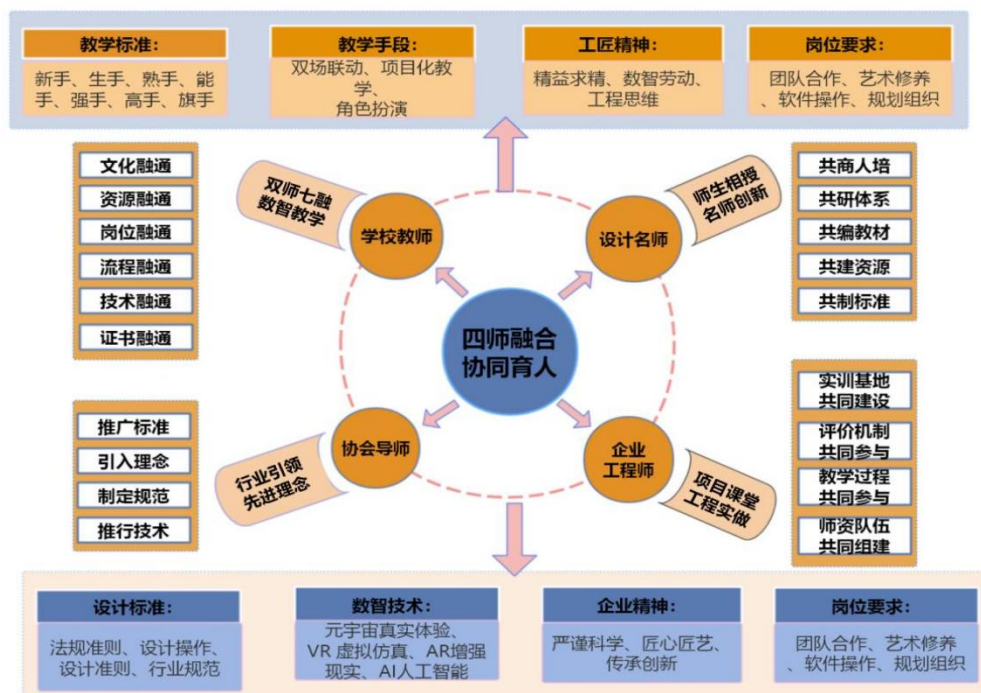 教学标准：
新手、生手、熟手、能
手、强手、高手、旗手
教学手段：
双场联动、项目化教
学、
角色扮演
工匠精神：
精益求精、数智劳动、
工程思维
岗位要求：
团队合作、艺术修养
、软件操作、规划组织
文化融通
资源融通
岗位融通
流程融通
技术融通
证书融通
双师七融
数智教学
学校教师
设计名师
师生相授
名师创新
共商人培
共研体系
共编教材
共建资源
共制标准
四师融合
协同育人
推广标准
引入理念
制定规范
推行技术
行业引领
先进理念
协会导师
企业
工程师
项目课堂
工程实做
实训基地
共同建设
评价机制
共同参与
教学过程
共同参与
师资队伍
共同组建
设计标准：
法规准则、设计操作、
设计准则、行业规范
数智技术：
元宇宙真实体验、
VR 虚拟仿真、AR增强
现实、AI人工智能
企业精神：
严谨科学、匠心匠艺、
传承创新
岗位要求：
团队合作、艺术修养
、软件操作、规划组织